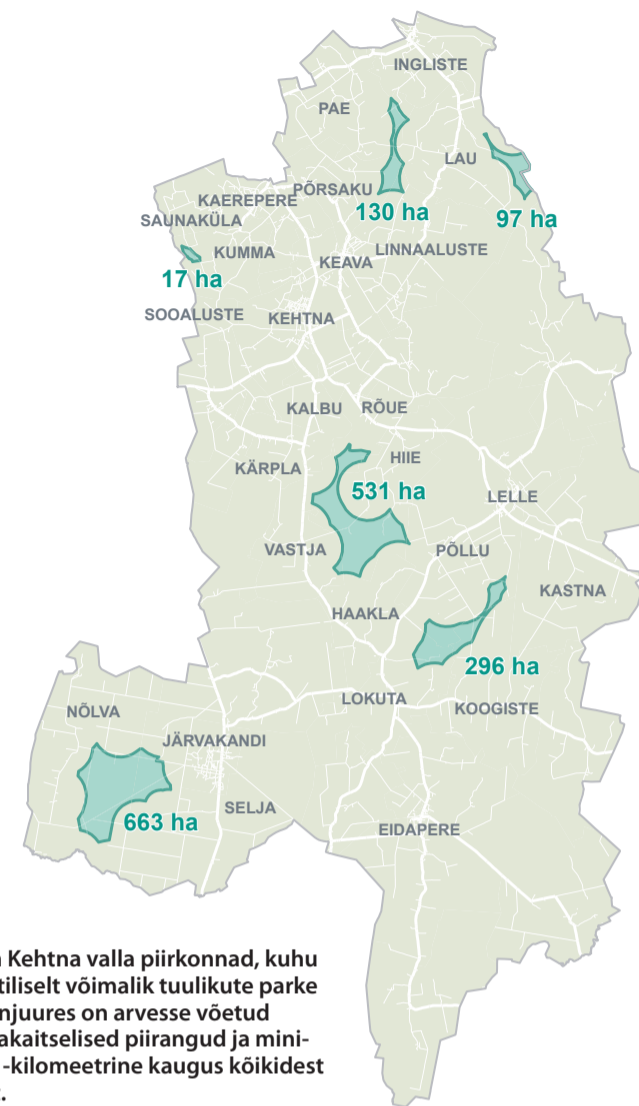 INGLISTE
PAE
LAU
PÕRSAKU
KAEREPERE
130 ha
97 ha
SAUNAKÜLA
KUMMA
LINNAALUSTE
KEAVA
17 ha
SOOALUSTE
KEHTNA
KALBU
RÕUE
HIIE
KÄRPLA
531 ha
LELLE
VASTJA
PÕLLU
KASTNA
HAAKLA
296 ha
LOKUTA
KOOGISTE
NÕLVA
JÄRVAKANDI
SELJA
663 ha
EIDAPERE
Kehtna valla piirkonnad, kuhu
tiliselt võimalik tuulikute parke
njuures on arvesse võetud
akaitselised piirangud ja mini-
-kilomeetrine kaugus kõikidest